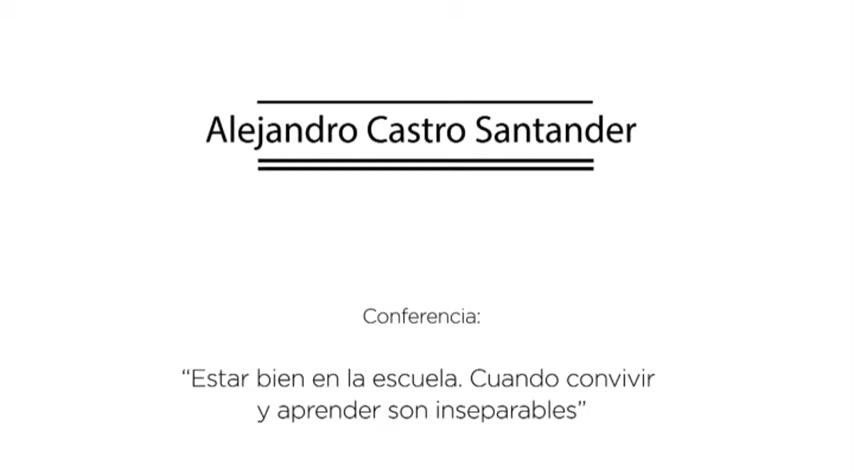 Alejandro Castro Santander
Conferencia:
“Estar bien en la escuela. Cuando convivir
y aprender son inseparables”